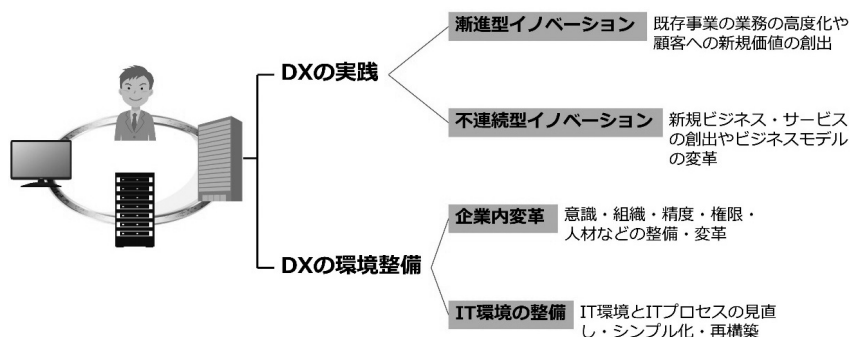 漸進型イノベーション
既存事業の業務の高度化や
顧客への新規価値の創出
DXの実践
不連続型イノベーション
新規ビジネス・サービス
の創出やビジネスモデル
の変革
企業内変革
意識・組織・精度・権限・
人材などの整備・変革
DXの環境整備
IT環境の整備
IT環境とITプロセスの見直
し・シンプル化・再構築